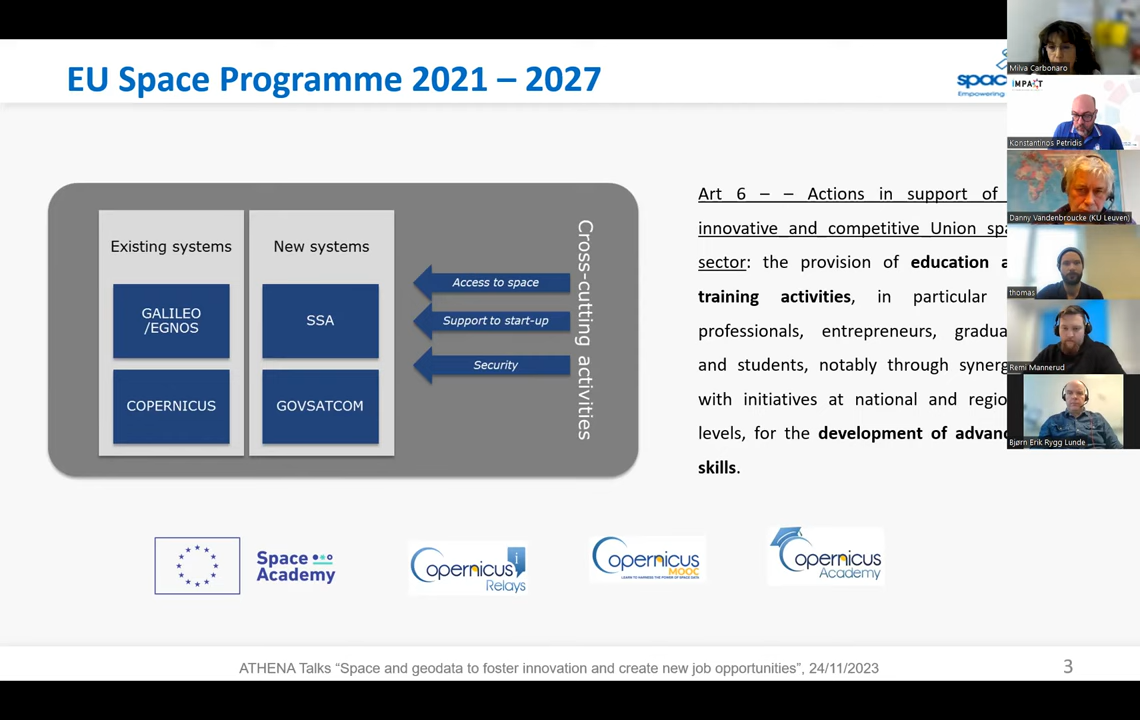 EU Space Programme 2021 – 2027
spac
Empowering
Existing systems
New systems
GALILEO
/EGNOS
SSA
COPERNICUS
GOVSATCOM
Access to space
Support to start-up
Security
Cross-cutting activities
Art 6 – – Actions in support of
innovative and competitive Union spa
sector: the provision of education a
training activities, in particular
professionals, entrepreneurs, gradua
and students, notably through synerg
with initiatives at national and regio
levels, for the development of advanc
skills.
Space
Academy
Copernicus
Relays
Copernicus
MOOC
LEARN TO HARNESS THE POWER OF SPACE DATA
Copernicus
Academy
ATHENA Talks “Space and geodata to foster innovation and create new job opportunities”, 24/11/2023
3
Milva Carbonaro
IMPACT
Konstantinos Petridis
Danny Vandenbroucke (KU Leuven)
thomas
Remi Mannerud
Bjørn Erik Rygg Lunde